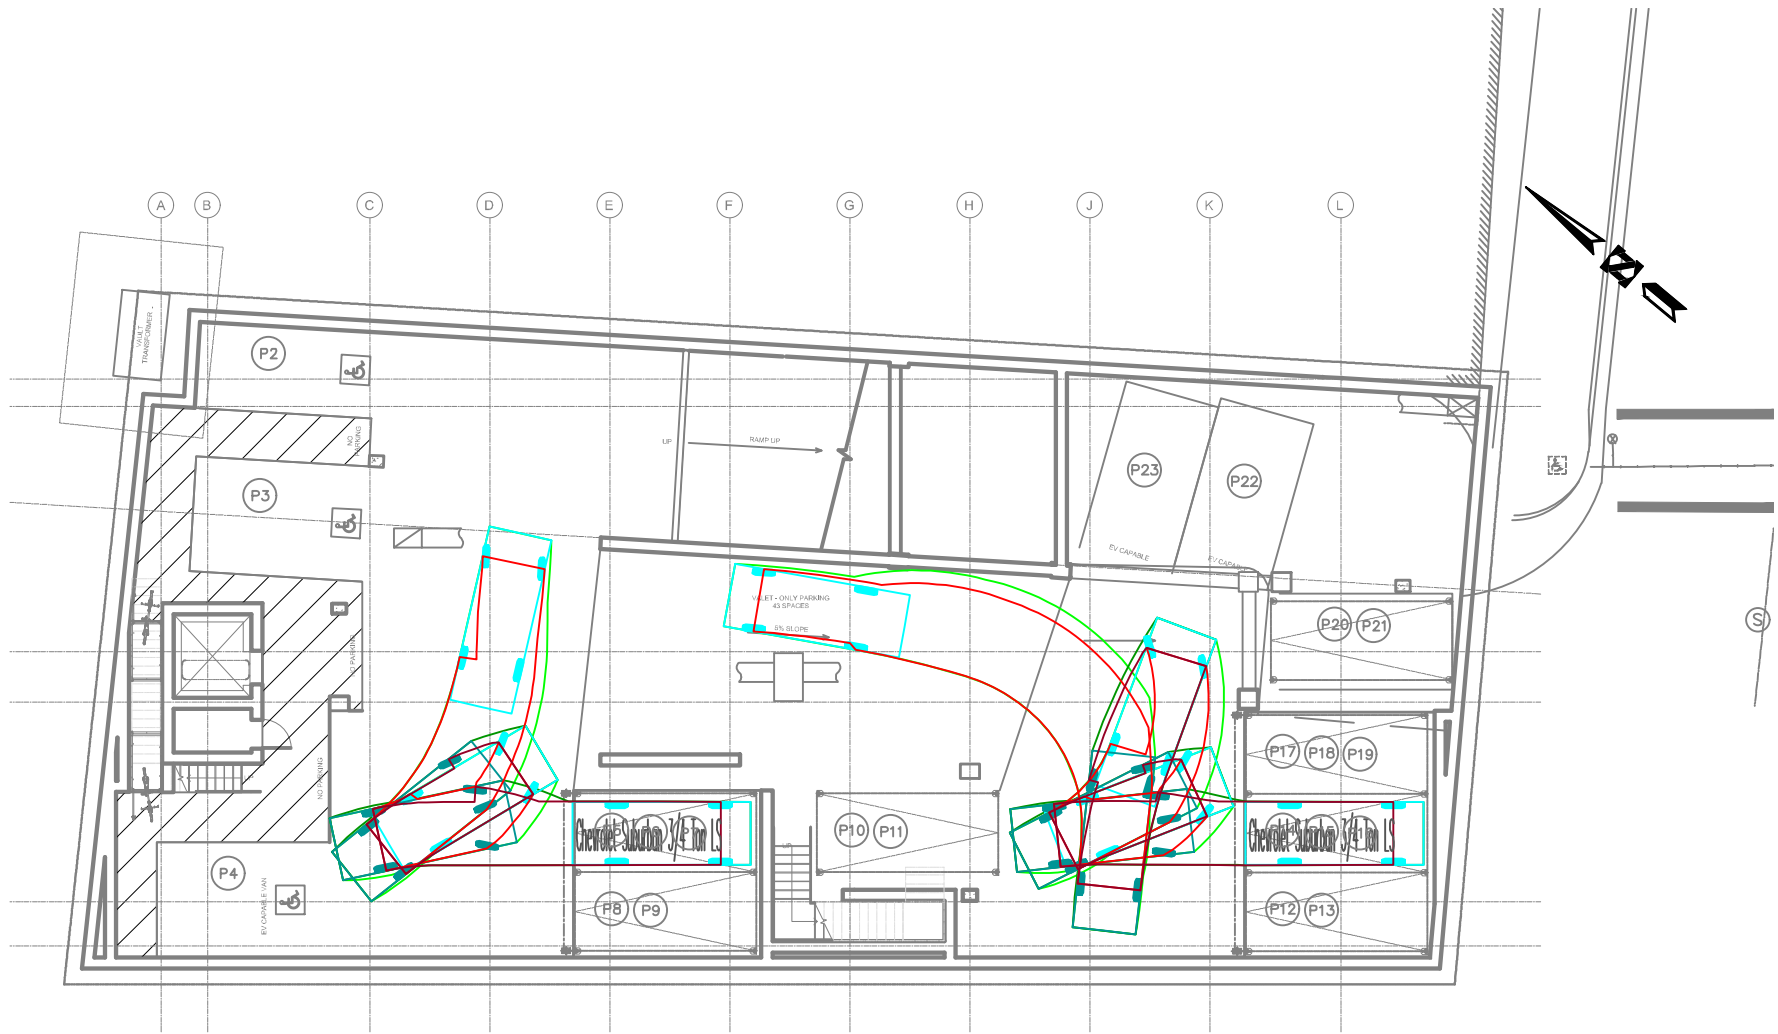 A B C D E F G H J K L
VAULT
TRANSFORMER
P2
NO
PARKING
UP
RAMP UP
P3
P23
P22
EV CAPABLE
VALET - ONLY PARKING
43 SPACES
5% SLOPE
P20 P21
S
NO PARKING
P17 P18 P19
Chevrolet Suburban 3/4 Ton LS
P10 P11
Chevrolet Suburban 3/4 Ton LS
UP
P4
EV CAPABLE VAN
P8 P9
P12 P13